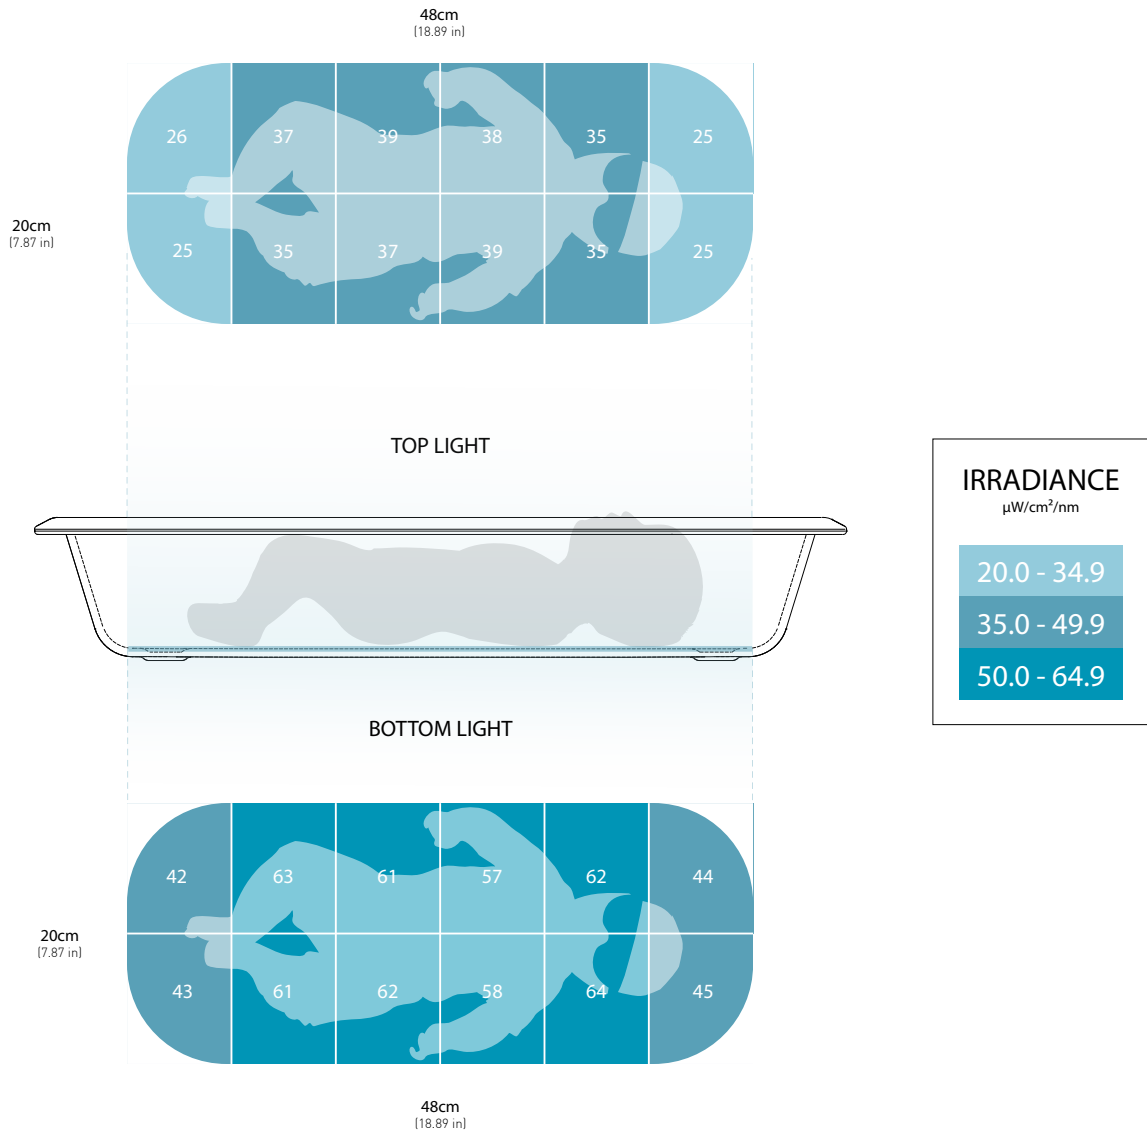 48cm
(18.89 in)
26 37 39 38 35 25
20cm
(7.87 in)
25 35 37 39 35 25
TOP LIGHT
IRRADIANCE
µW/cm²/nm
20.0 - 34.9
35.0 - 49.9
50.0 - 64.9
BOTTOM LIGHT
42 63 61 57 62 44
20cm
(7.87 in)
43 61 62 58 64 45
48cm
(18.89 in)